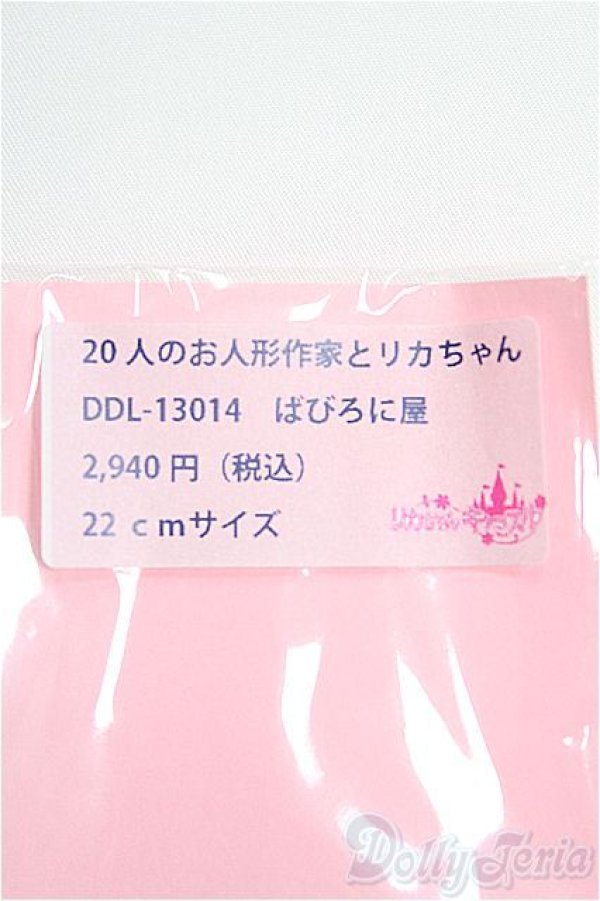 20人のお人形作家とリカちゃん
DDL-13014　ばびろに屋
2,940円（税込）
22ｃｍサイズ
リカちゃんキャッスル
DollyTeria